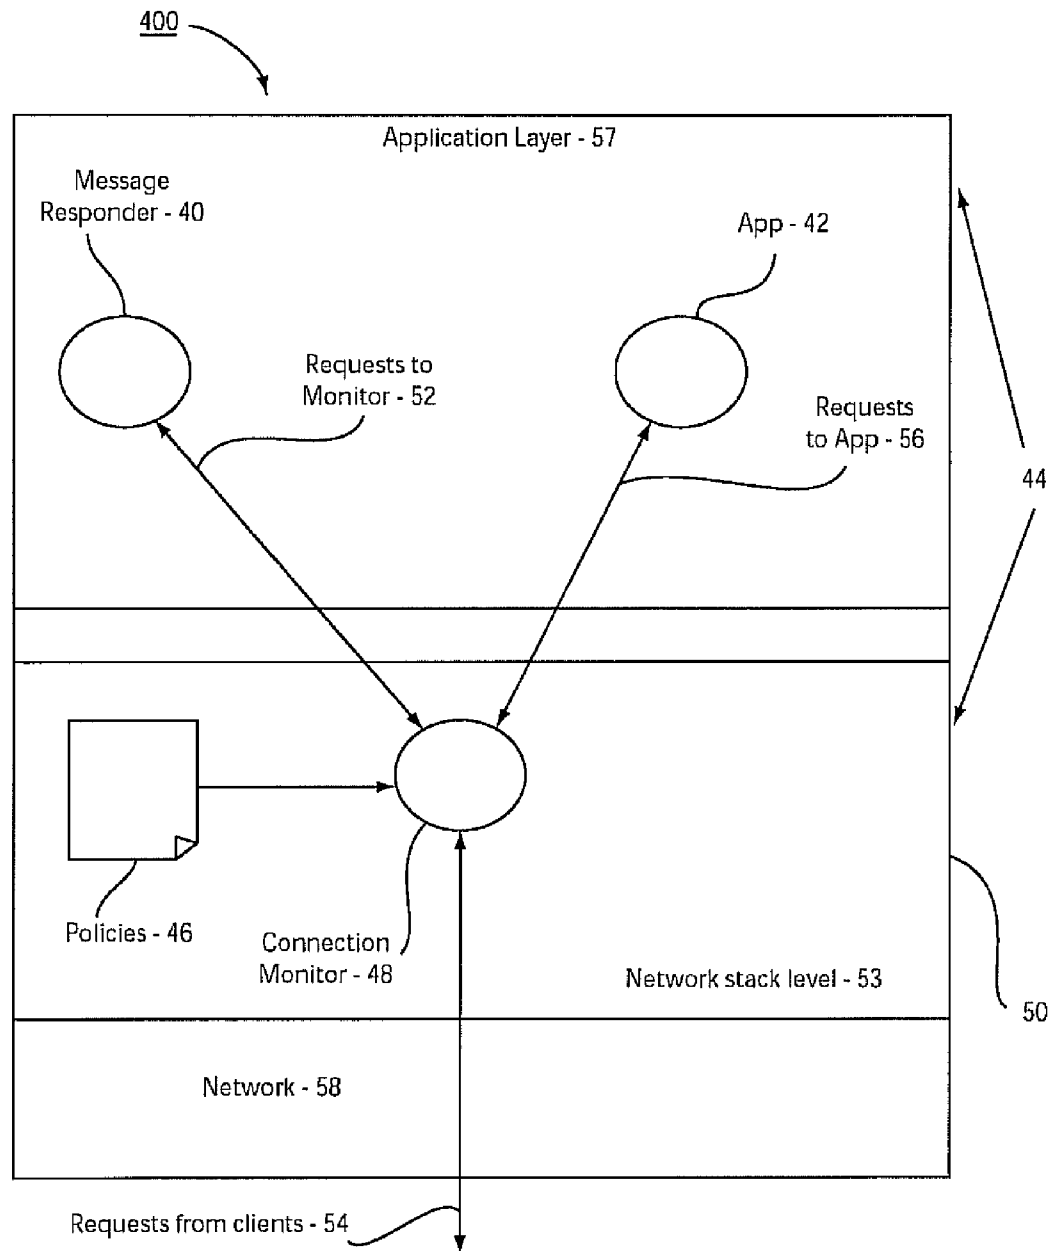 400
Application Layer - 57
Message
Responder - 40
App - 42
Requests to
Monitor - 52
Requests
to App - 56
44
Policies - 46
Connection
Monitor - 48
Network stack level - 53
50
Network - 58
Requests from clients - 54